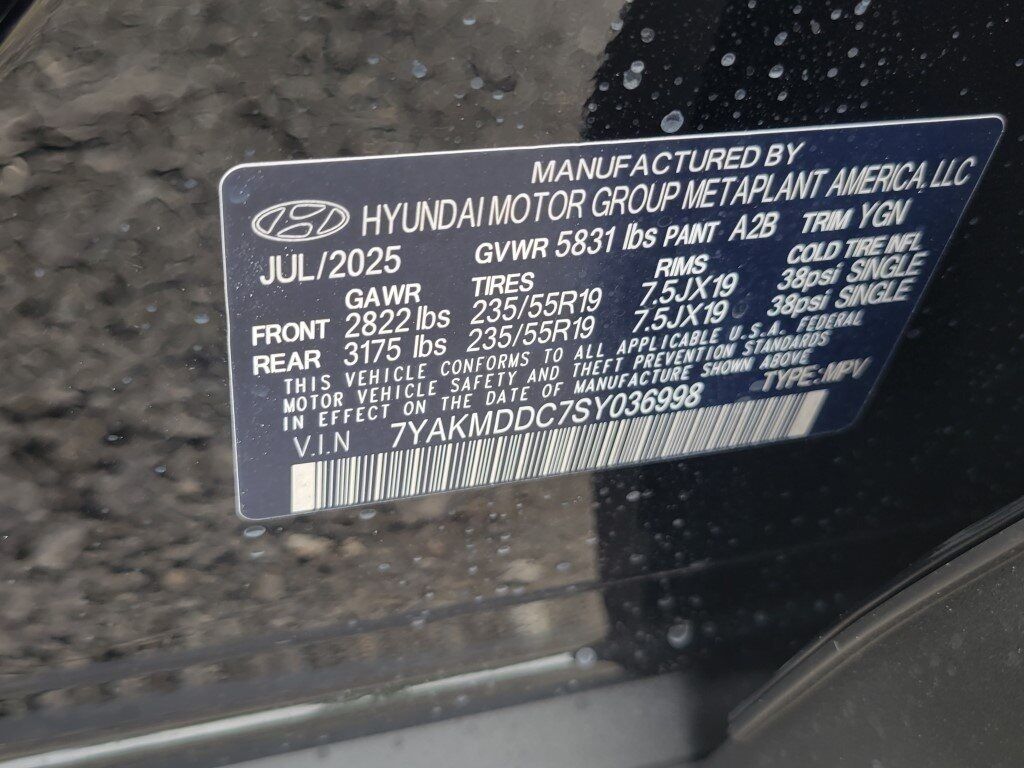 MANUFACTURED BY
HYUNDAI MOTOR GROUP METAPLANT AMERICA, LLC
JUL/2025 GVWR 5831 lbs PAINT A2B TRIM YGN
GAWR TIRES RIMS COLD TIRE INFL
FRONT 2822 lbs 235/55R19 7.5JX19 38psi SINGLE
REAR 3175 lbs 235/55R19 7.5JX19 38psi SINGLE
THIS VEHICLE CONFORMS TO ALL APPLICABLE U.S.A. FEDERAL
MOTOR VEHICLE SAFETY AND THEFT PREVENTION STANDARDS
IN EFFECT ON THE DATE OF MANUFACTURE SHOWN ABOVE
V.I.N 7YAKMDDC7SY036998 TYPE:MPV